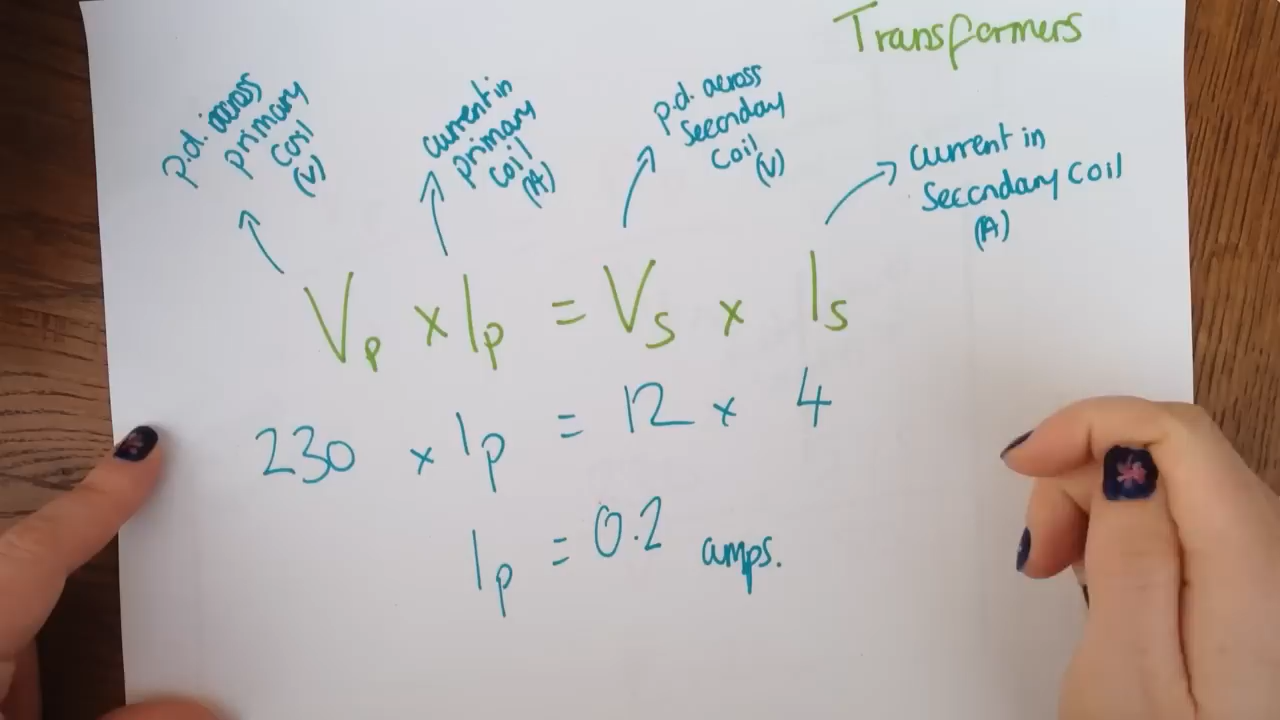 Transformers
p.d. across
primary
coil
(V)
current in
primary
coil
(A)
p.d. across
Secondary
Coil
(V)
current in
Secondary Coil
(A)
Vp × Ip = Vs × Is
230 × Ip = 12 × 4
Ip = 0.2 amps.